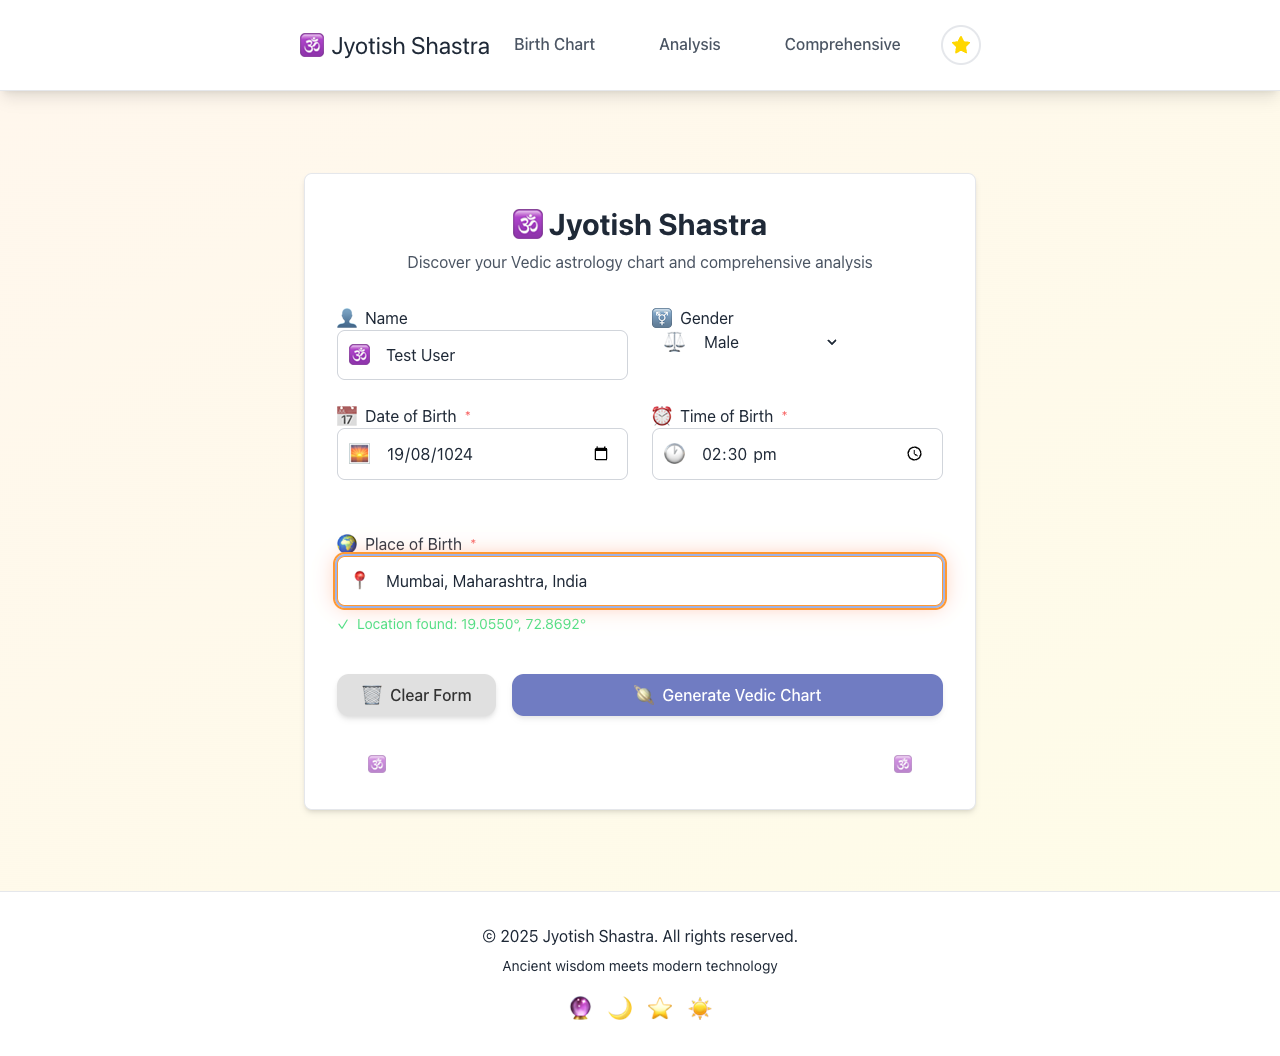 🕉️ Jyotish Shastra Birth Chart Analysis Comprehensive
🕉️ Jyotish Shastra
Discover your Vedic astrology chart and comprehensive analysis
Name
Gender
Test User
Male
Date of Birth *
Time of Birth *
19/08/1024
02:30 pm
Place of Birth *
Mumbai, Maharashtra, India
✓ Location found: 19.0550°, 72.8692°
Clear Form
Generate Vedic Chart
© 2025 Jyotish Shastra. All rights reserved.
Ancient wisdom meets modern technology